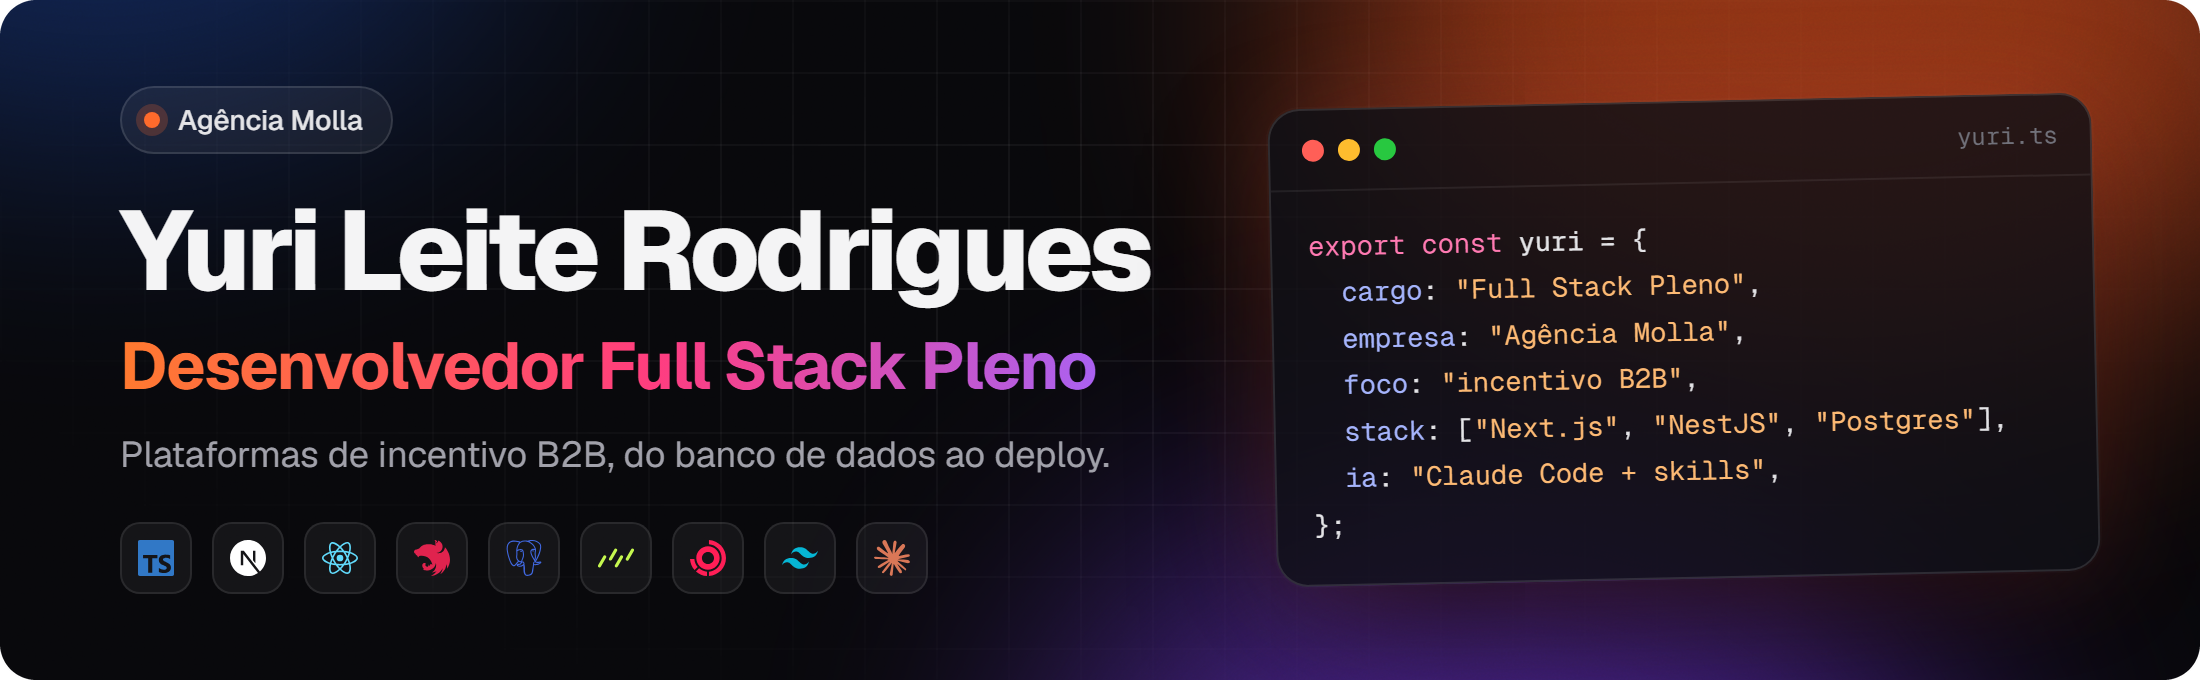 Agência Molla
Yuri Leite Rodrigues
Desenvolvedor Full Stack Pleno
Plataformas de incentivo B2B, do banco de dados ao deploy.
TS
N
yuri.ts
export const yuri = {
  cargo: "Full Stack Pleno",
  empresa: "Agência Molla",
  foco: "incentivo B2B",
  stack: ["Next.js", "NestJS", "Postgres"],
  ia: "Claude Code + skills",
};